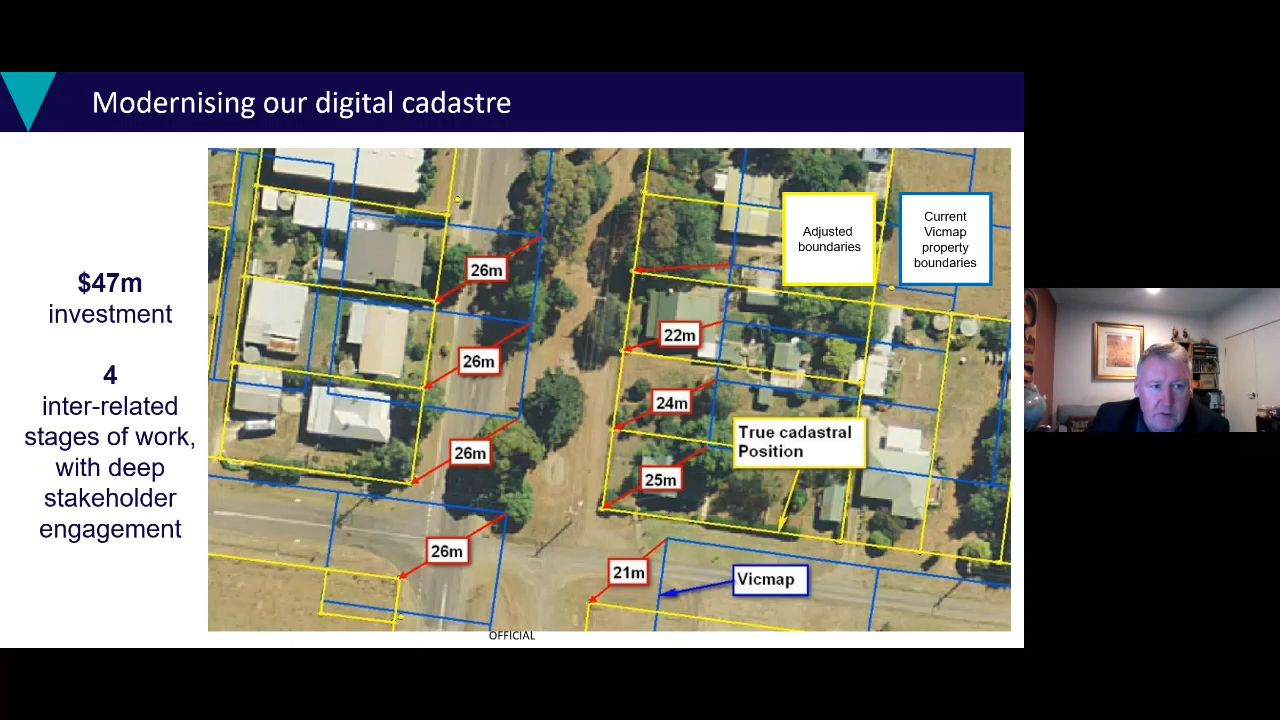 Modernising our digital cadastre
$47m
investment
4
inter-related
stages of work,
with deep
stakeholder
engagement
Adjusted
boundaries
Current
Vicmap
property
boundaries
26m
26m
26m
26m
22m
24m
25m
21m
True cadastral
Position
Vicmap
OFFICIAL